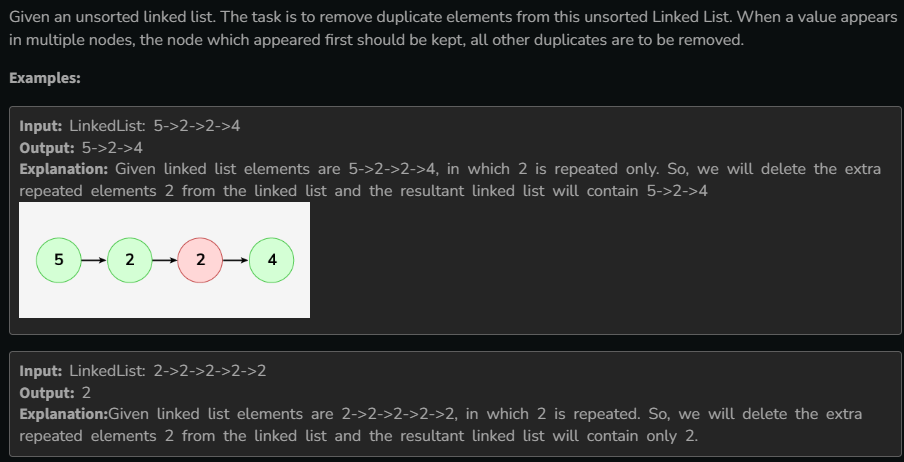 Given an unsorted linked list. The task is to remove duplicate elements from this unsorted Linked List. When a value appears
in multiple nodes, the node which appeared first should be kept, all other duplicates are to be removed.
Examples:
Input: LinkedList: 5->2->2->4
Output: 5->2->4
Explanation: Given linked list elements are 5->2->2->4, in which 2 is repeated only. So, we will delete the extra
repeated elements 2 from the linked list and the resultant linked list will contain 5->2->4
5 2 2 4
Input: LinkedList: 2->2->2->2->2
Output: 2
Explanation:Given linked list elements are 2->2->2->2->2, in which 2 is repeated. So, we will delete the extra
repeated elements 2 from the linked list and the resultant linked list will contain only 2.